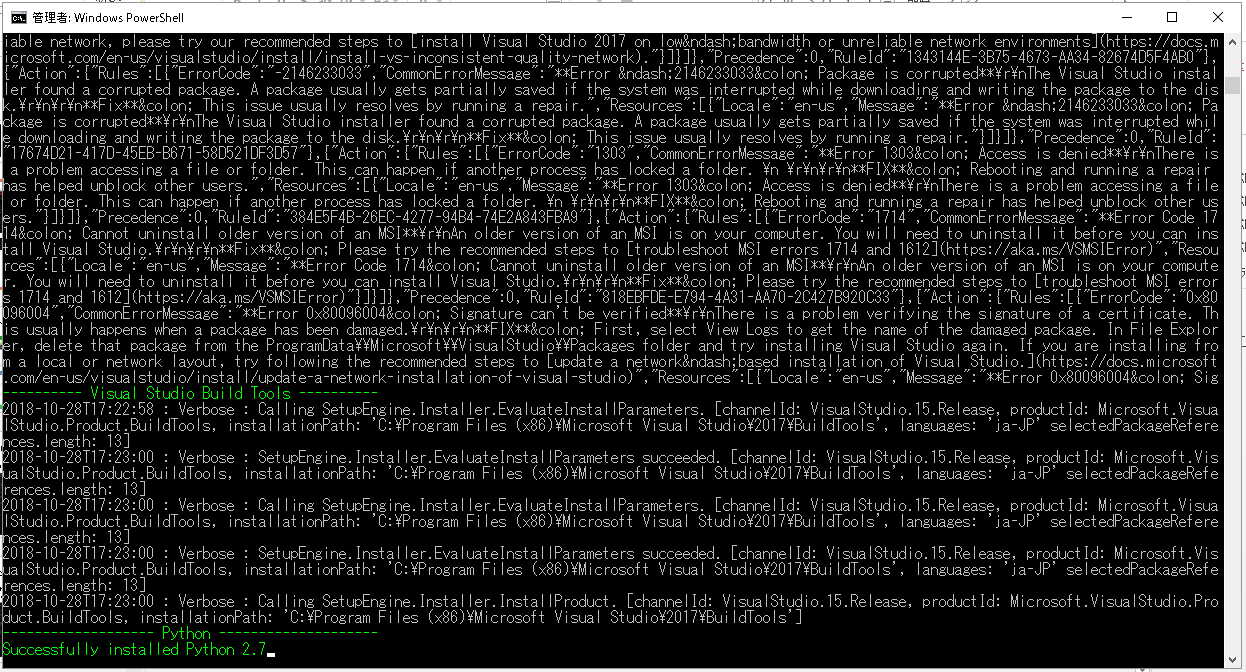 管理者: Windows PowerShell
iable network, please try our recommended steps to [install Visual Studio 2017 on low&ndash;bandwidth or unreliable network environments](https://docs.m
icrosoft.com/en-us/visualstudio/install/install-vs-inconsistent-quality-network)."}]}]},"Precedence":0,"RuleId":"1343144E-3B75-4673-AA34-82674D5F4AB0"},
{"Action":{"Rules":[[{"ErrorCode":"-2146233033","CommonErrorMessage":"**Error &ndash;2146233033&colon; Package is corrupted**¥r¥nThe Visual Studio instal
ler found a corrupted package. A package usually gets partially saved if the system was interrupted while downloading and writing the package to the dis
k.¥r¥n¥r¥n**Fix**&colon; This issue usually resolves by running a repair.","Resources":[[{"Locale":"en-us","Message":"**Error &ndash;2146233033&colon; Pa
ckage is corrupted**¥r¥nThe Visual Studio installer found a corrupted package. A package usually gets partially saved if the system was interrupted whil
e downloading and writing the package to the disk.¥r¥n¥r¥n**Fix**&colon; This issue usually resolves by running a repair."}]}]},"Precedence":0,"RuleId":
"17674D21-417D-45EB-B671-58D521DF3D57"},{"Action":{"Rules":[[{"ErrorCode":"1303","CommonErrorMessage":"**Error 1303&colon; Access is denied**¥r¥nThere is
 a problem accessing a file or folder. This can happen if another process has locked a folder. ¥n ¥r¥n¥r¥n**FIX**&colon; Rebooting and running a repair
has helped unblock other users.","Resources":[[{"Locale":"en-us","Message":"**Error 1303&colon; Access is denied**¥r¥nThere is a problem accessing a file
 or folder. This can happen if another process has locked a folder. ¥n ¥r¥n¥r¥n**FIX**&colon; Rebooting and running a repair has helped unblock other us
ers."}]}]},"Precedence":0,"RuleId":"384E5F4B-26EC-4277-94B4-74E2A843FBA9"},{"Action":{"Rules":[[{"ErrorCode":"1714","CommonErrorMessage":"**Error Code 17
14&colon; Cannot uninstall older version of an MSI**¥r¥nAn older version of an MSI is on your computer. You will need to uninstall it before you can ins
tall Visual Studio.¥r¥n¥r¥n**Fix**&colon; Please try the recommended steps to [troubleshoot MSI errors 1714 and 1612](https://aka.ms/VSMSIError)","Resou
rces":[[{"Locale":"en-us","Message":"**Error Code 1714&colon; Cannot uninstall older version of an MSI**¥r¥nAn older version of an MSI is on your compute
r. You will need to uninstall it before you can install Visual Studio.¥r¥n¥r¥n**Fix**&colon; Please try the recommended steps to [troubleshoot MSI error
s 1714 and 1612](https://aka.ms/VSMSIError)"}]}]},"Precedence":0,"RuleId":"818EBFDE-E794-4A31-AA70-2C427B920C33"},{"Action":{"Rules":[[{"ErrorCode":"0x80
096004","CommonErrorMessage":"**Error 0x80096004&colon; Signature can't be verified**¥r¥nThere is a problem verifying the signature of a certificate. Th
is usually happens when a package has been damaged.¥r¥n¥r¥n**FIX**&colon; First, select View Logs to get the name of the damaged package. In File Explor
er, delete that package from the ProgramData¥¥Microsoft¥¥VisualStudio¥¥Packages folder and try installing Visual Studio again. If you are installing fro
m a local or network layout, try following the recommended steps to [update a network&ndash;based installation of Visual Studio.](https://docs.microsoft
.com/en-us/visualstudio/install/update-a-network-installation-of-visual-studio)","Resources":[[{"Locale":"en-us","Message":"**Error 0x80096004&colon; Sig
---------- Visual Studio Build Tools ----------
2018-10-28T17:22:58 : Verbose : Calling SetupEngine.Installer.EvaluateInstallParameters. [channelId: VisualStudio.15.Release, productId: Microsoft.Visua
lStudio.Product.BuildTools, installationPath: 'C:¥Program Files (x86)¥Microsoft Visual Studio¥2017¥BuildTools', languages: 'ja-JP' selectedPackageRefere
nces.length: 13]
2018-10-28T17:23:00 : Verbose : SetupEngine.Installer.EvaluateInstallParameters succeeded. [channelId: VisualStudio.15.Release, productId: Microsoft.Vis
ualStudio.Product.BuildTools, installationPath: 'C:¥Program Files (x86)¥Microsoft Visual Studio¥2017¥BuildTools', languages: 'ja-JP' selectedPackageRefe
rences.length: 13]
2018-10-28T17:23:00 : Verbose : Calling SetupEngine.Installer.EvaluateInstallParameters. [channelId: VisualStudio.15.Release, productId: Microsoft.Visua
lStudio.Product.BuildTools, installationPath: 'C:¥Program Files (x86)¥Microsoft Visual Studio¥2017¥BuildTools', languages: 'ja-JP' selectedPackageRefere
nces.length: 13]
2018-10-28T17:23:00 : Verbose : SetupEngine.Installer.EvaluateInstallParameters succeeded. [channelId: VisualStudio.15.Release, productId: Microsoft.Vis
ualStudio.Product.BuildTools, installationPath: 'C:¥Program Files (x86)¥Microsoft Visual Studio¥2017¥BuildTools', languages: 'ja-JP' selectedPackageRefe
rences.length: 13]
2018-10-28T17:23:00 : Verbose : Calling SetupEngine.Installer.InstallProduct. [channelId: VisualStudio.15.Release, productId: Microsoft.VisualStudio.Pro
duct.BuildTools, installationPath: 'C:¥Program Files (x86)¥Microsoft Visual Studio¥2017¥BuildTools']
------------------- Python --------------------
Successfully installed Python 2.7